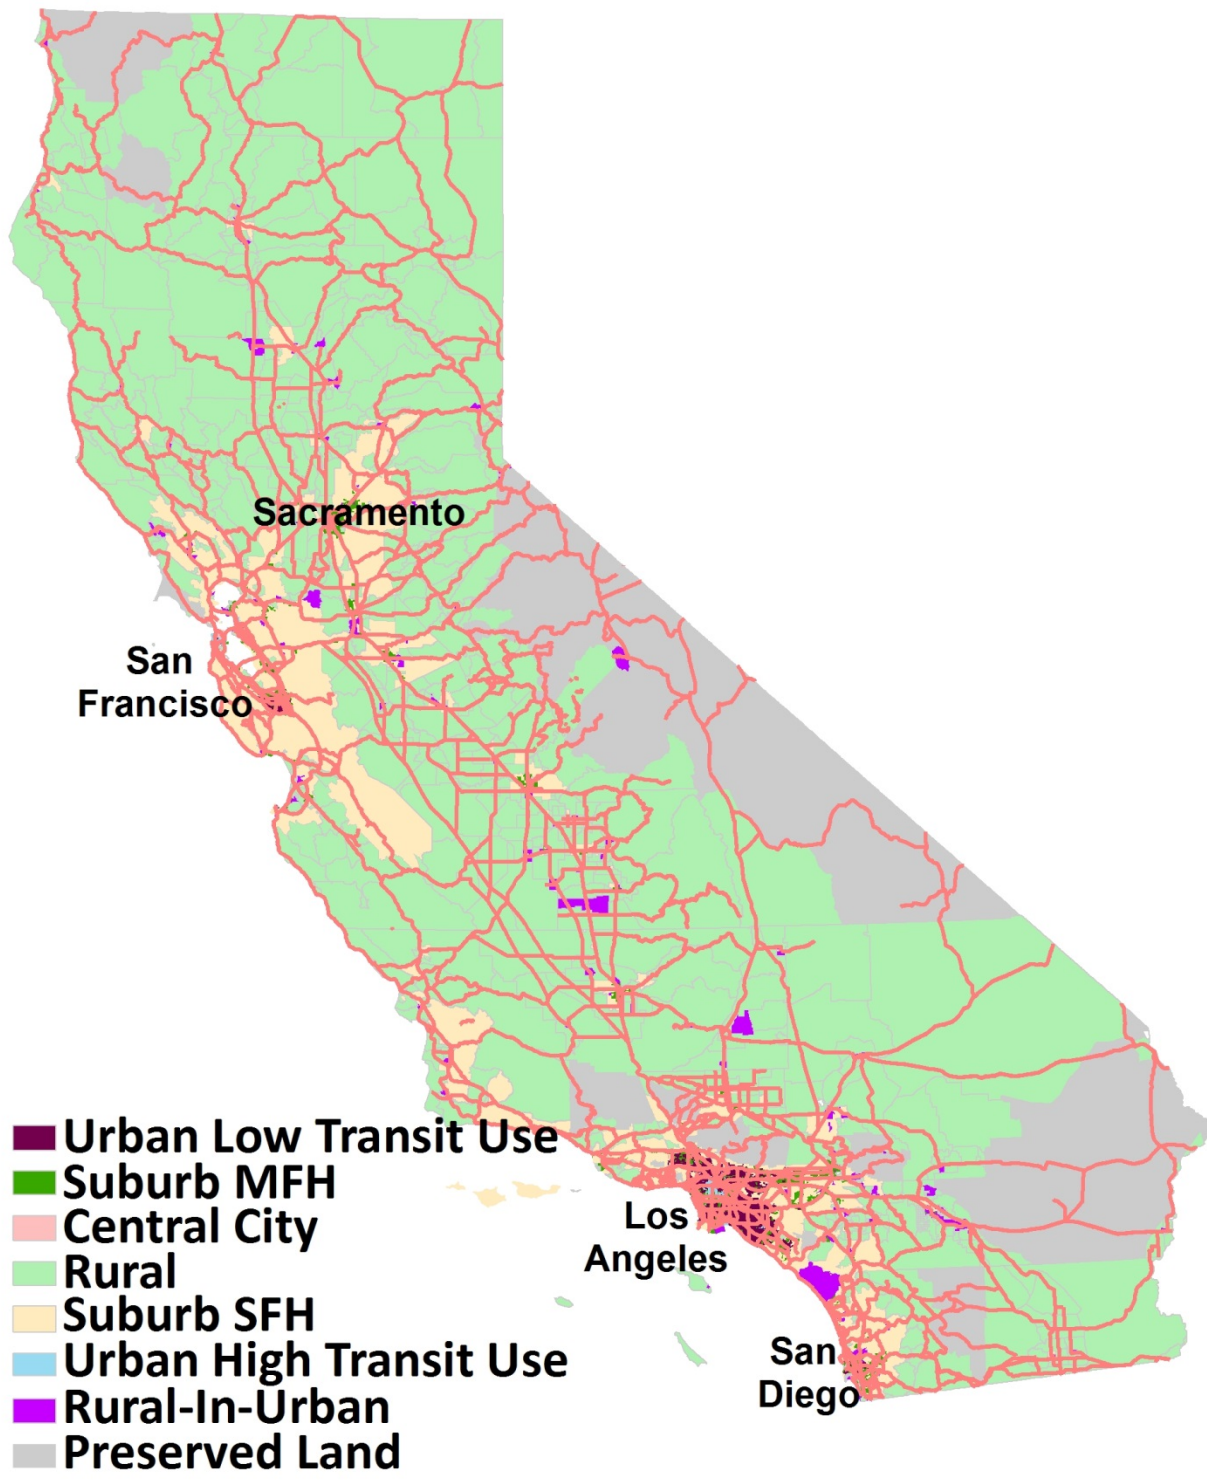 Sacramento
San
Francisco
Los
Angeles
San
Diego
Urban Low Transit Use
Suburb MFH
Central City
Rural
Suburb SFH
Urban High Transit Use
Rural-In-Urban
Preserved Land